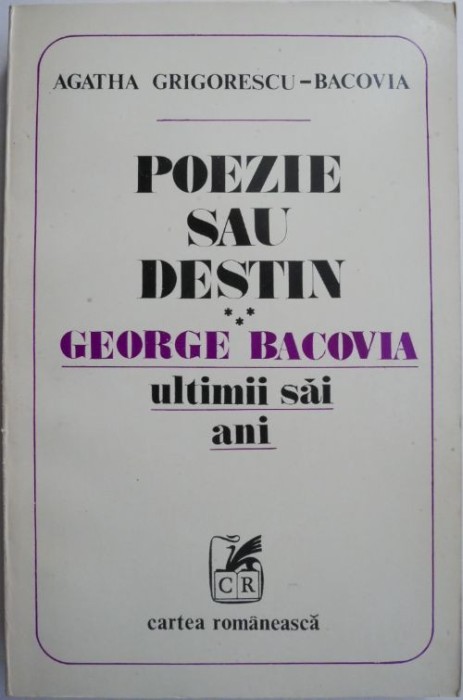 AGATHA GRIGORESCU-BACOVIA
POEZIE
SAU
DESTIN
***
GEORGE BACOVIA
ultimii săi
ani
CR
cartea românească